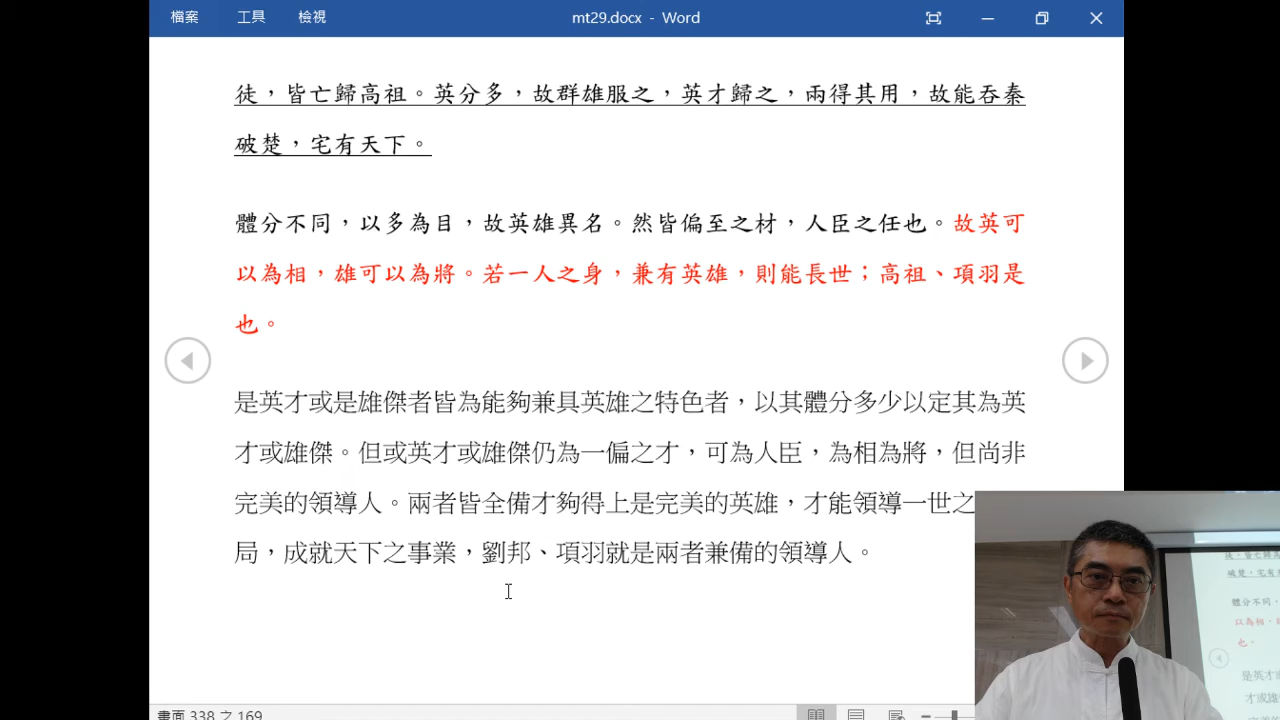 檔案 工具 檢視 mt29.docx - Word
徒，皆亡歸高祖。英分多，故群雄服之，英才歸之，兩得其用，故能吞秦
破楚，宅有天下。
體分不同，以多為目，故英雄異名。然皆偏至之材，人臣之任也。故英可
以為相，雄可以為將。若一人之身，兼有英雄，則能長世；高祖、項羽是
也。
是英才或是雄傑者皆為能夠兼具英雄之特色者，以其體分多少以定其為英
才或雄傑。但或英才或雄傑仍為一偏之才，可為人臣，為相為將，但尚非
完美的領導人。兩者皆全備才夠得上是完美的英雄，才能領導一世之
局，成就天下之事業，劉邦、項羽就是兩者兼備的領導人。
畫面 338 之 169